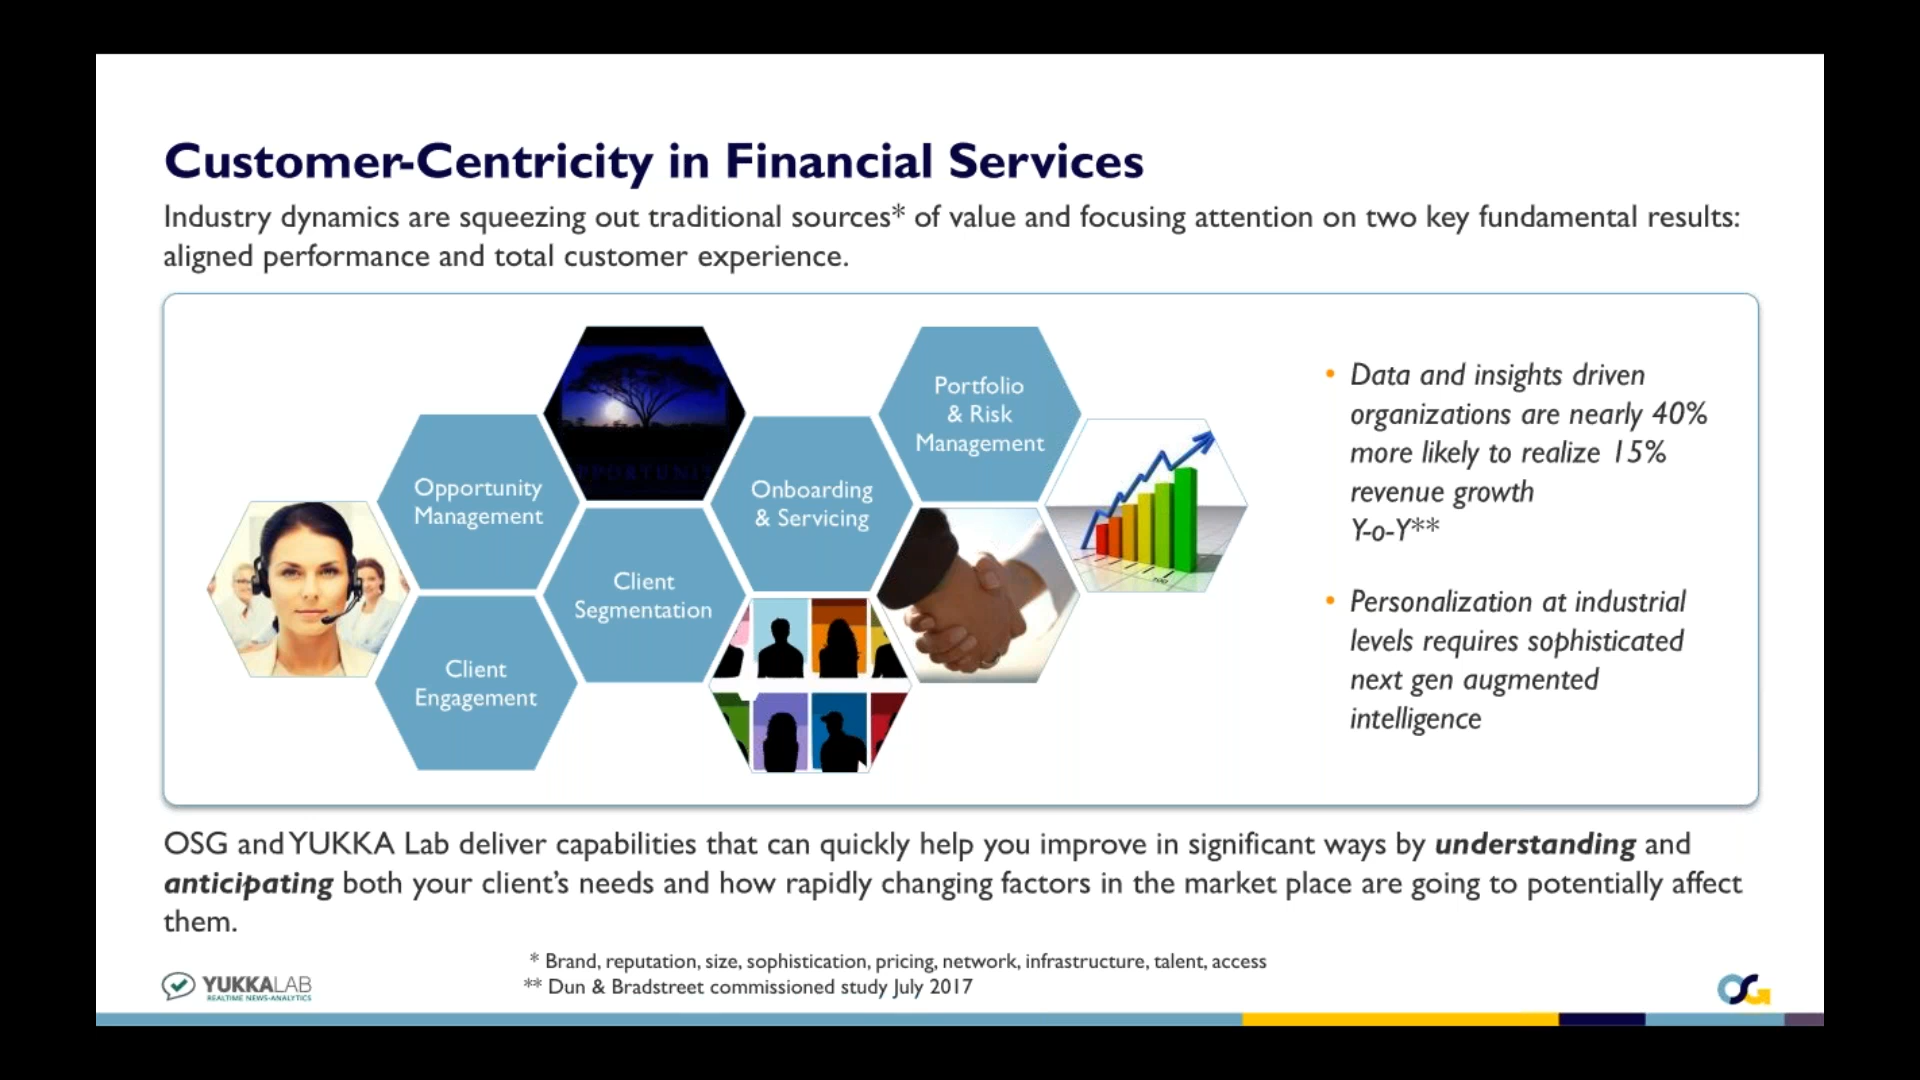 Customer-Centricity in Financial Services
Industry dynamics are squeezing out traditional sources* of value and focusing attention on two key fundamental results:
aligned performance and total customer experience.
Opportunity
Management
Client
Engagement
Client
Segmentation
Onboarding
& Servicing
Portfolio
& Risk
Management
• Data and insights driven
organizations are nearly 40%
more likely to realize 15%
revenue growth
Y-o-Y**
• Personalization at industrial
levels requires sophisticated
next gen augmented
intelligence
OSG and YUKKA Lab deliver capabilities that can quickly help you improve in significant ways by understanding and
anticipating both your client’s needs and how rapidly changing factors in the market place are going to potentially affect
them.
* Brand, reputation, size, sophistication, pricing, network, infrastructure, talent, access
** Dun & Bradstreet commissioned study July 2017
YUKKALAB
REALTIME NEWS-ANALYTICS
OSG